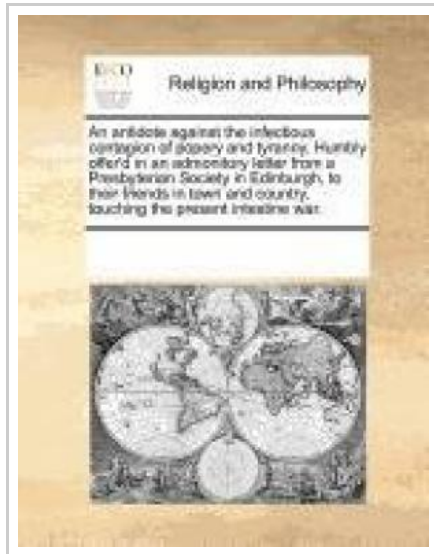 ECCO
Religion and Philosophy
An antidote against the infectious
contagion of popery and tyranny. Humbly
offer'd in an admonitory letter from a
Presbyterian Society in Edinburgh, to
their friends in town and country,
touching the present intestine war.